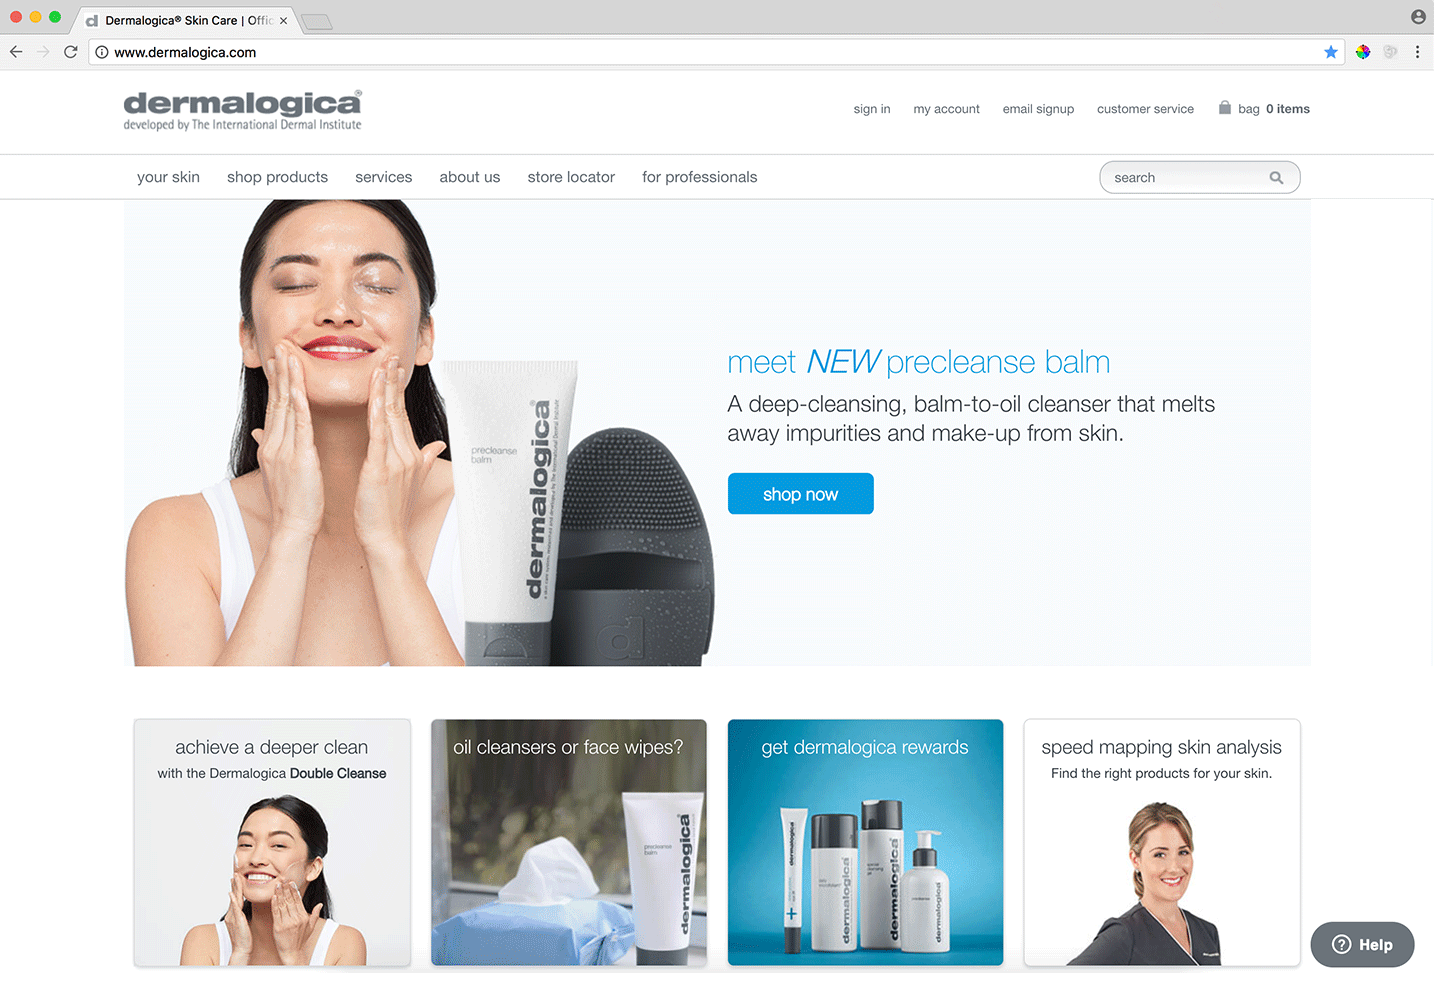 Dermalogica® Skin Care | Offic
www.dermalogica.com
dermalogica®
developed by The International Dermal Institute
sign in
my account
email signup
customer service
bag 0 items
your skin
shop products
services
about us
store locator
for professionals
search
precleanse
balm
dermalogica®
d
meet NEW precleanse balm
A deep-cleansing, balm-to-oil cleanser that melts
away impurities and make-up from skin.
shop now
achieve a deeper clean
with the Dermalogica Double Cleanse
oil cleansers or face wipes?
precleanse
balm
dermalogica
get dermalogica rewards
dermalogica
dermalogica
dermalogica
dermalogica
speed mapping skin analysis
Find the right products for your skin.
Help